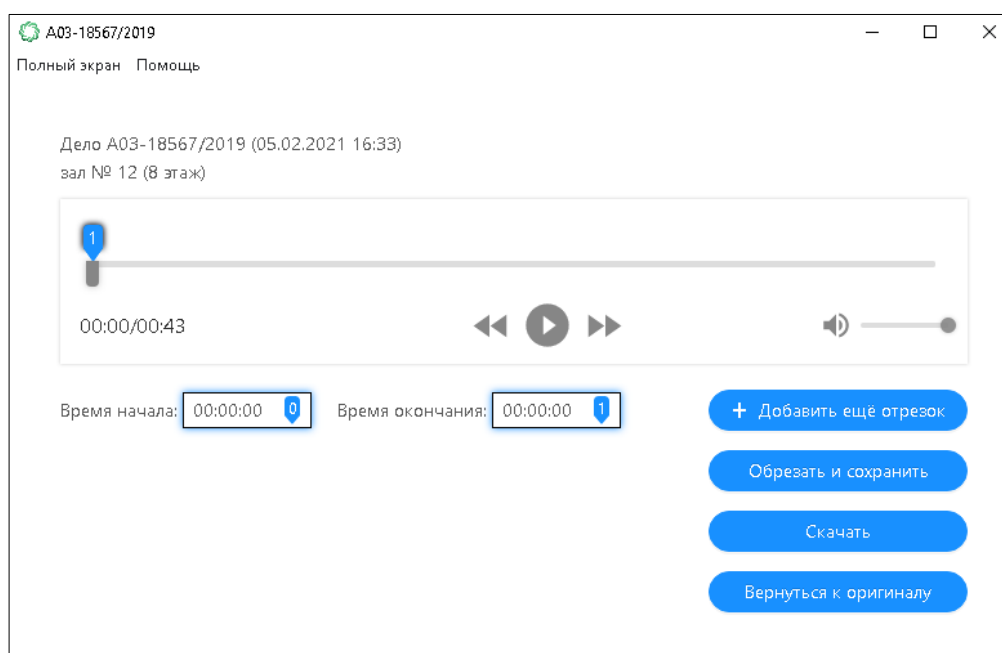 А03-18567/2019
Полный экран Помощь
Дело А03-18567/2019 (05.02.2021 16:33)
зал № 12 (8 этаж)
1
00:00/00:43
Время начала: 00:00:00 0 Время окончания: 00:00:00 1
+ Добавить ещё отрезок
Обрезать и сохранить
Скачать
Вернуться к оригиналу